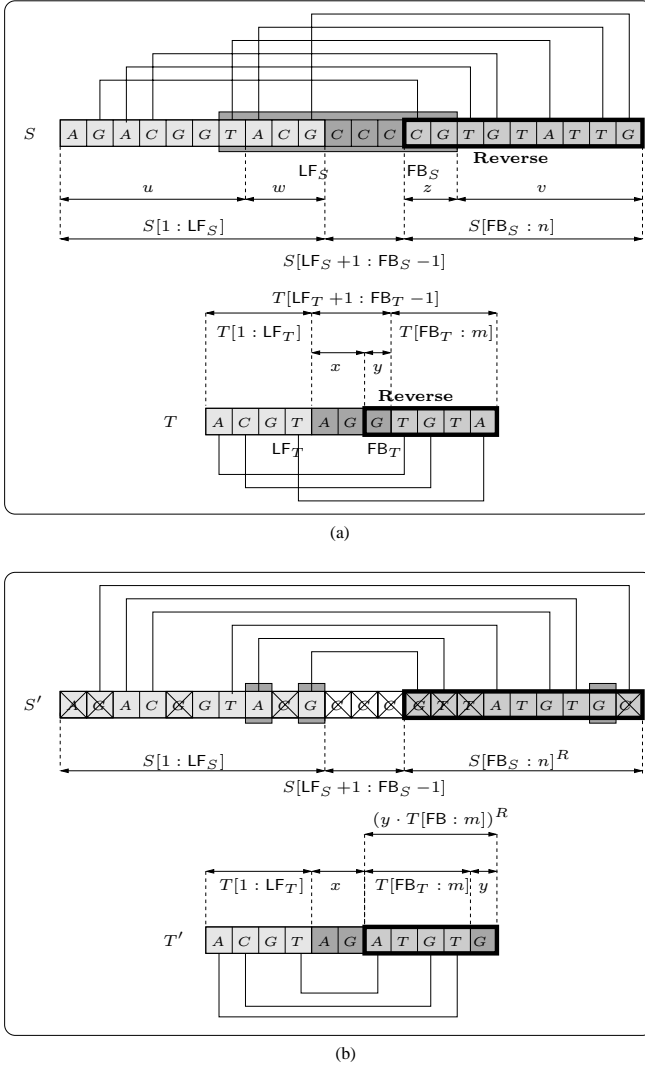 S A G A C G G T A C G C C C C G T G T A T T G
LF_S FB_S Reverse
u w z v
S[1 : LF_S] S[FB_S : n]
S[LF_S +1 : FB_S −1]
T[LF_T +1 : FB_T −1]
T[1 : LF_T] T[FB_T : m]
x y
Reverse
T A C G T A G G T G T A
LF_T FB_T
(a)
S′ A G A C G G T A C G C C C G T T A T G T G C
S[1 : LF_S] S[FB_S : n]^R
S[LF_S +1 : FB_S −1]
(y · T[FB : m])^R
T[1 : LF_T] x T[FB_T : m] y
T′ A C G T A G A T G T G
(b)